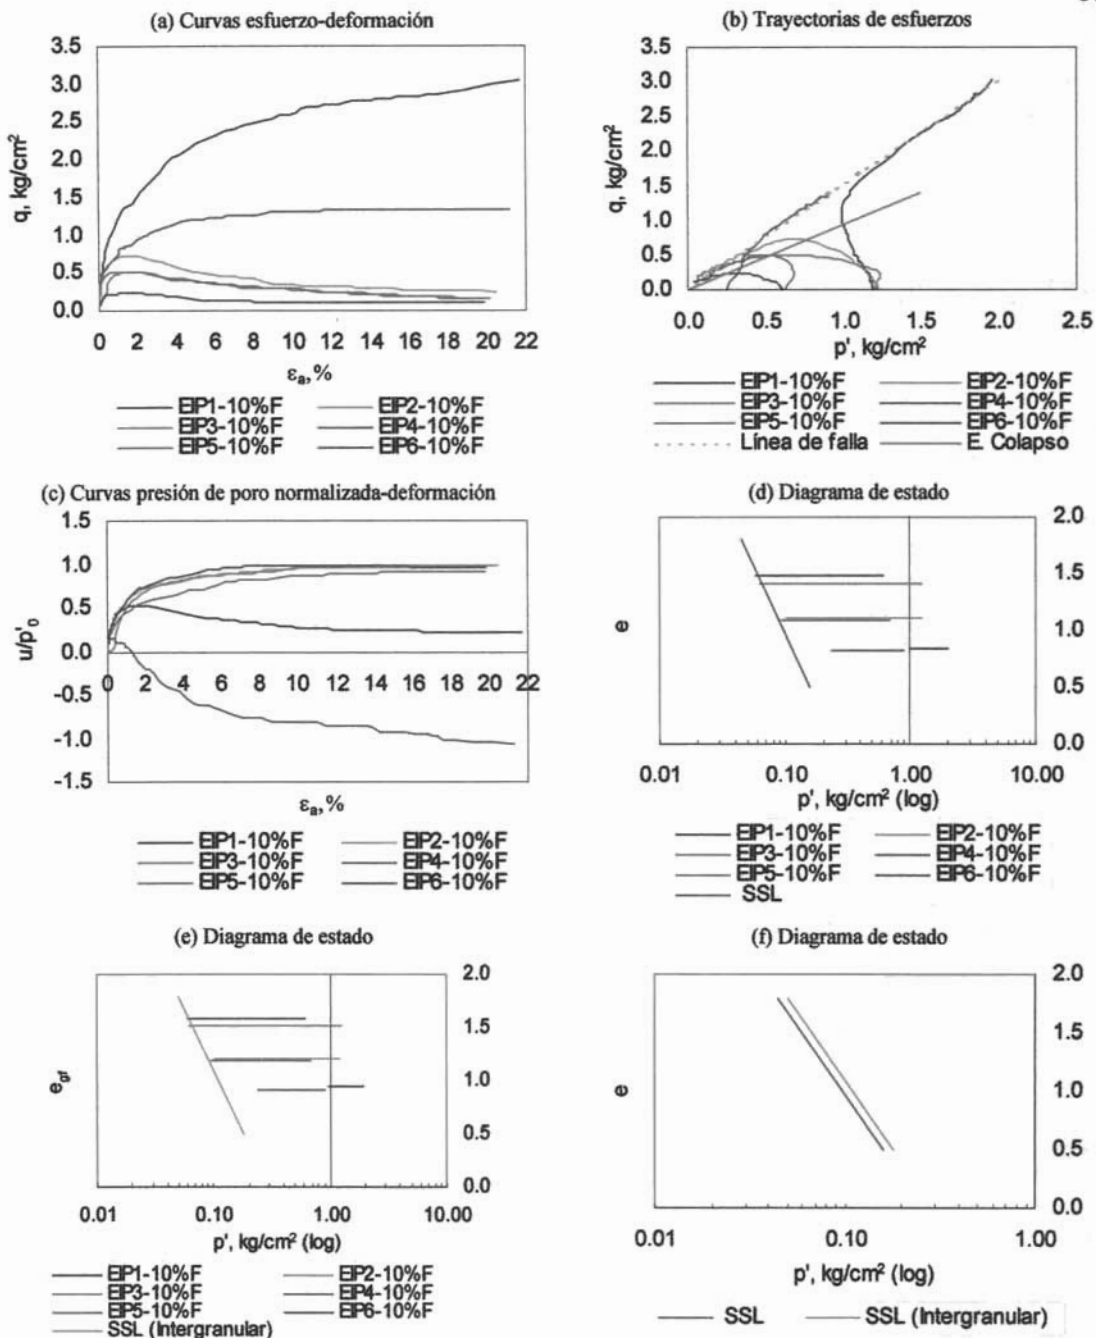 (a) Curvas esfuerzo-deformación
3.5
3.0
2.5
2.0
1.5
1.0
0.5
0.0
q, kg/cm²
0 2 4 6 8 10 12 14 16 18 20 22
εa, %
EIP1-10%F EIP2-10%F
EIP3-10%F EIP4-10%F
EIP5-10%F EIP6-10%F
(b) Trayectorias de esfuerzos
3.5
3.0
2.5
2.0
1.5
1.0
0.5
0.0
q, kg/cm²
0.0 0.5 1.0 1.5 2.0 2.5
p', kg/cm²
EIP1-10%F EIP2-10%F
EIP3-10%F EIP4-10%F
EIP5-10%F EIP6-10%F
Línea de falla E. Colapso
(c) Curvas presión de poro normalizada-deformación
1.5
1.0
0.5
0.0
-0.5
-1.0
-1.5
u/p'0
0 2 4 6 8 10 12 14 16 18 20 22
εa, %
EIP1-10%F EIP2-10%F
EIP3-10%F EIP4-10%F
EIP5-10%F EIP6-10%F
(d) Diagrama de estado
2.0
1.5
1.0
0.5
0.0
e
0.01 0.10 1.00 10.00
p', kg/cm² (log)
EIP1-10%F EIP2-10%F
EIP3-10%F EIP4-10%F
EIP5-10%F EIP6-10%F
SSL
(e) Diagrama de estado
2.0
1.5
1.0
0.5
0.0
egf
0.01 0.10 1.00 10.00
p', kg/cm² (log)
EIP1-10%F EIP2-10%F
EIP3-10%F EIP4-10%F
EIP5-10%F EIP6-10%F
SSL (Intergranular)
(f) Diagrama de estado
2.0
1.5
1.0
0.5
0.0
e
0.01 0.10 1.00
p', kg/cm² (log)
SSL SSL (Intergranular)